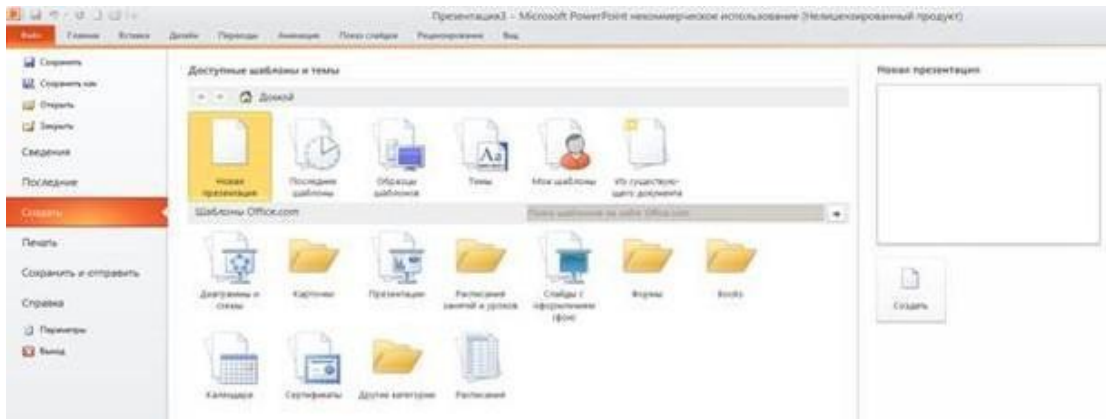 Презентация3 - Microsoft PowerPoint некоммерческое использование (Нелицензированный продукт)
Файл Главная Вставка Дизайн Переходы Анимация Показ слайдов Рецензирование Вид
Сохранить
Сохранить как
Открыть
Закрыть
Сведения
Последние
Создать
Печать
Сохранить и отправить
Справка
Параметры
Выход
Доступные шаблоны и темы
Домой
Новая
презентация
Последние
шаблоны
Образцы
шаблонов
Темы
Мои шаблоны
Из существую-
щего документа
Шаблоны Office.com
Поиск шаблонов на сайте Office.com
Диаграммы и
схемы
Карточки
Презентации
Расписания
занятий и уроков
Слайды с
оформлением
(фон)
Формы
Books
Календари
Сертификаты
Другие категории
Расписания
Новая презентация
Создать